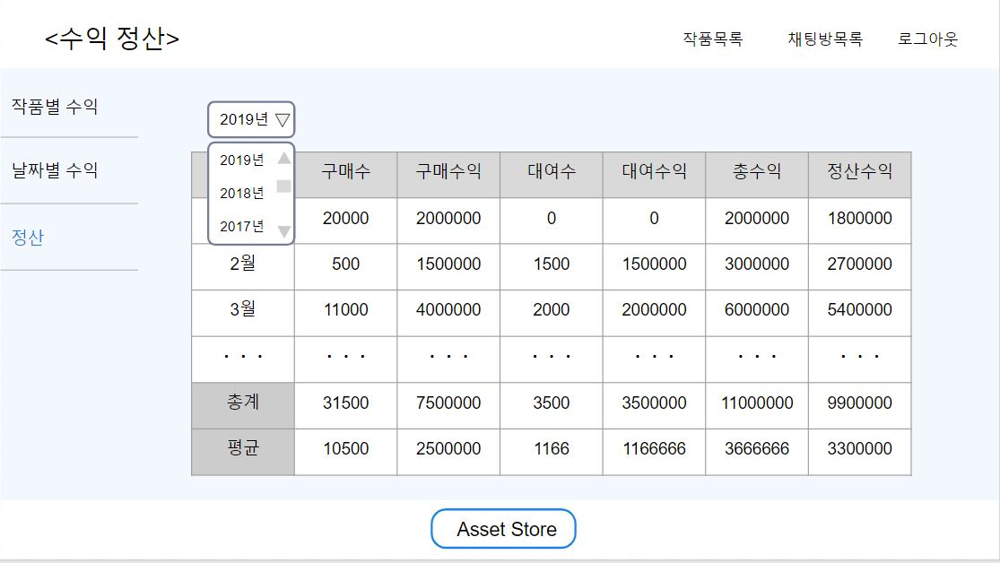 <수익 정산>
작품목록 채팅방목록 로그아웃
작품별 수익
날짜별 수익
정산
2019년
2019년
2018년
2017년
구매수 구매수익 대여수 대여수익 총수익 정산수익
20000 2000000 0 0 2000000 1800000
2월 500 1500000 1500 1500000 3000000 2700000
3월 11000 4000000 2000 2000000 6000000 5400000
· · · · · · · · · · · · · · · · · · · · ·
총계 31500 7500000 3500 3500000 11000000 9900000
평균 10500 2500000 1166 1166666 3666666 3300000
Asset Store